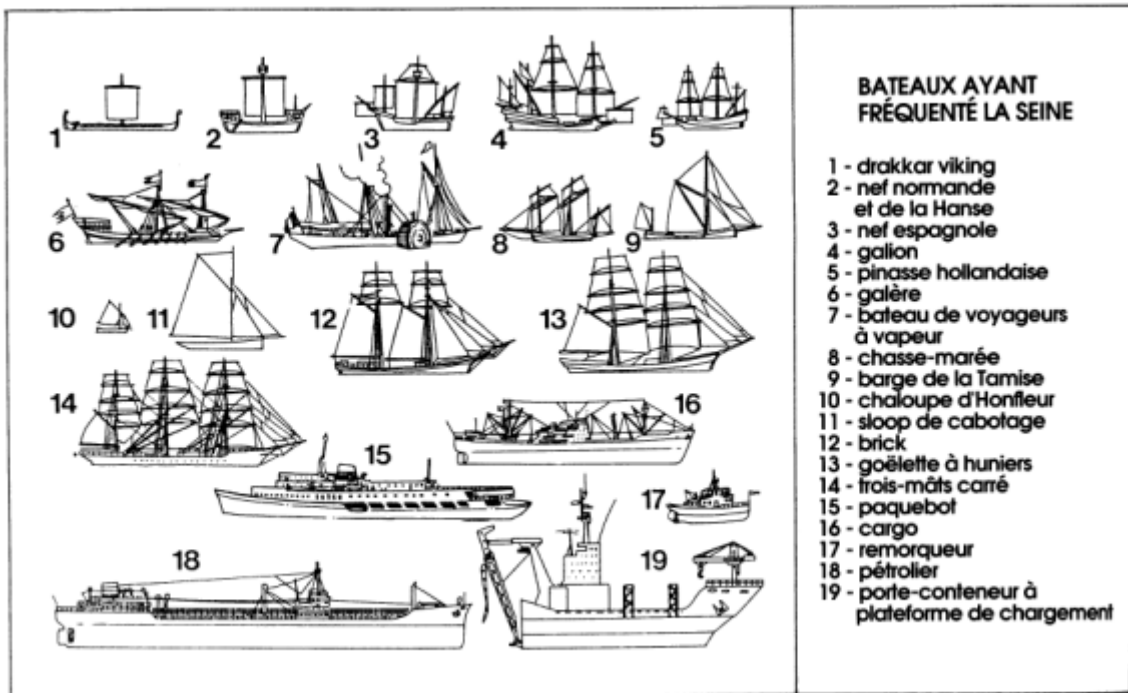 1
2
3
4
5
6
7
8
9
10
11
12
13
14
15
16
17
18
19
BATEAUX AYANT
FRÉQUENTÉ LA SEINE
1 - drakkar viking
2 - nef normande
et de la Hanse
3 - nef espagnole
4 - galion
5 - pinasse hollandaise
6 - galère
7 - bateau de voyageurs
à vapeur
8 - chasse-marée
9 - barge de la Tamise
10 - chaloupe d'Honfleur
11 - sloop de cabotage
12 - brick
13 - goëlette à huniers
14 - trois-mâts carré
15 - paquebot
16 - cargo
17 - remorqueur
18 - pétrolier
19 - porte-conteneur à
plateforme de chargement